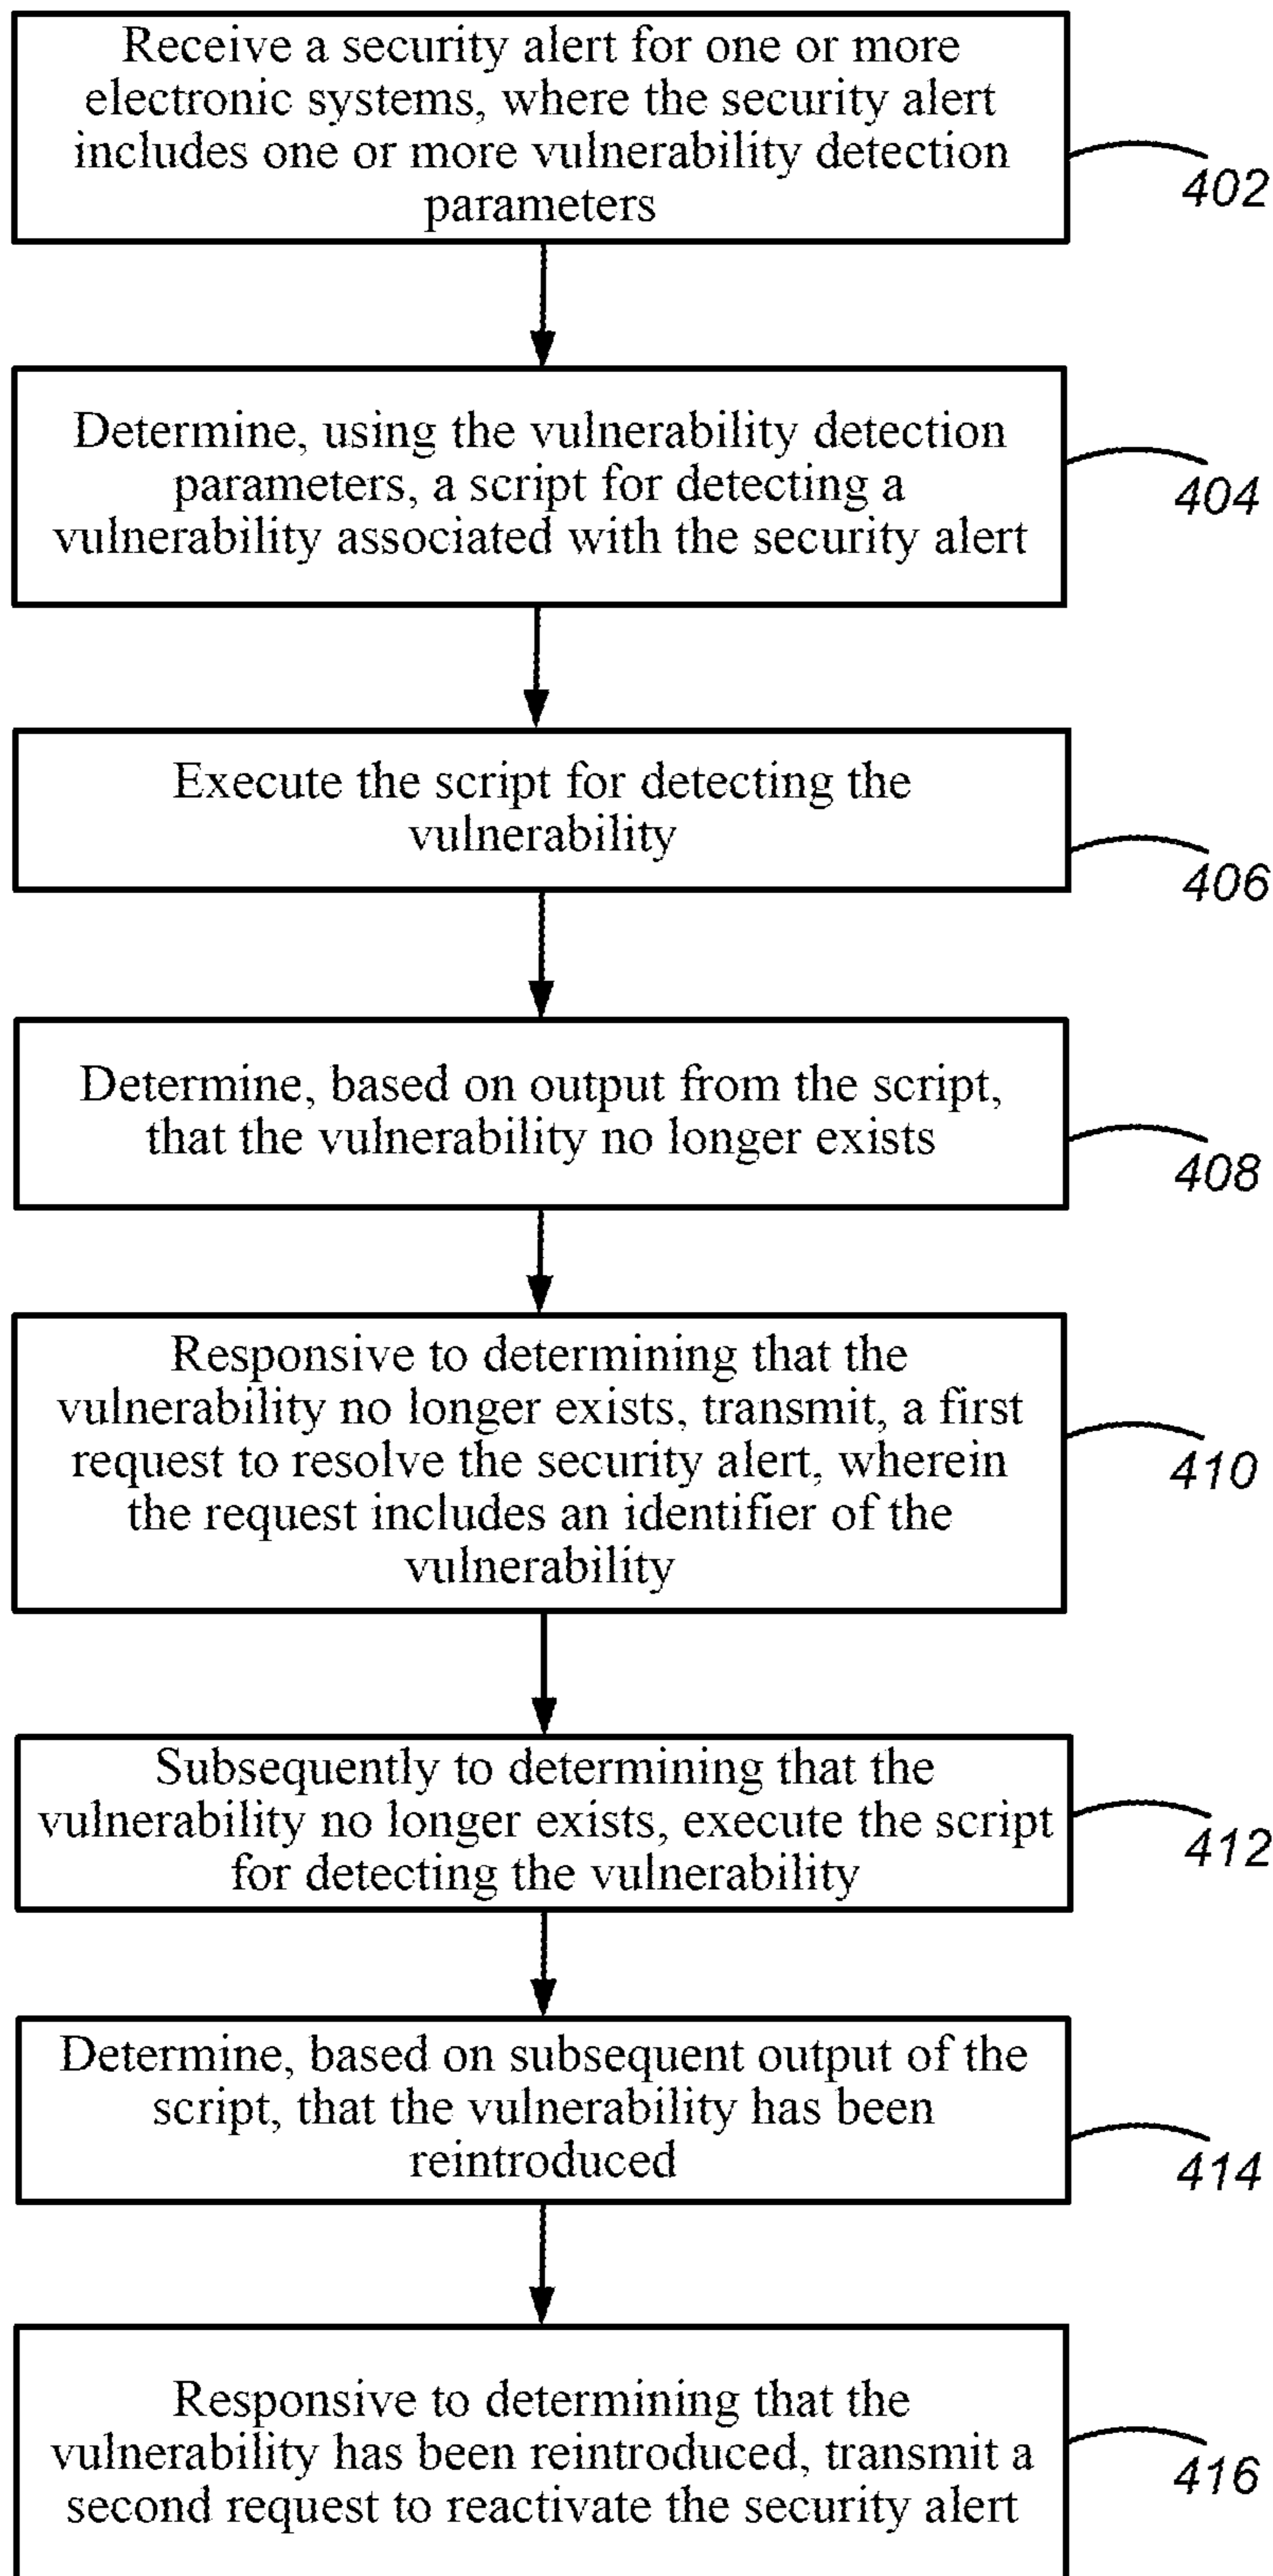 Receive a security alert for one or more
electronic systems, where the security alert
includes one or more vulnerability detection
parameters
402
Determine, using the vulnerability detection
parameters, a script for detecting a
vulnerability associated with the security alert
404
Execute the script for detecting the
vulnerability
406
Determine, based on output from the script,
that the vulnerability no longer exists
408
Responsive to determining that the
vulnerability no longer exists, transmit, a first
request to resolve the security alert, wherein
the request includes an identifier of the
vulnerability
410
Subsequently to determining that the
vulnerability no longer exists, execute the script
for detecting the vulnerability
412
Determine, based on subsequent output of the
script, that the vulnerability has been
reintroduced
414
Responsive to determining that the
vulnerability has been reintroduced, transmit a
second request to reactivate the security alert
416